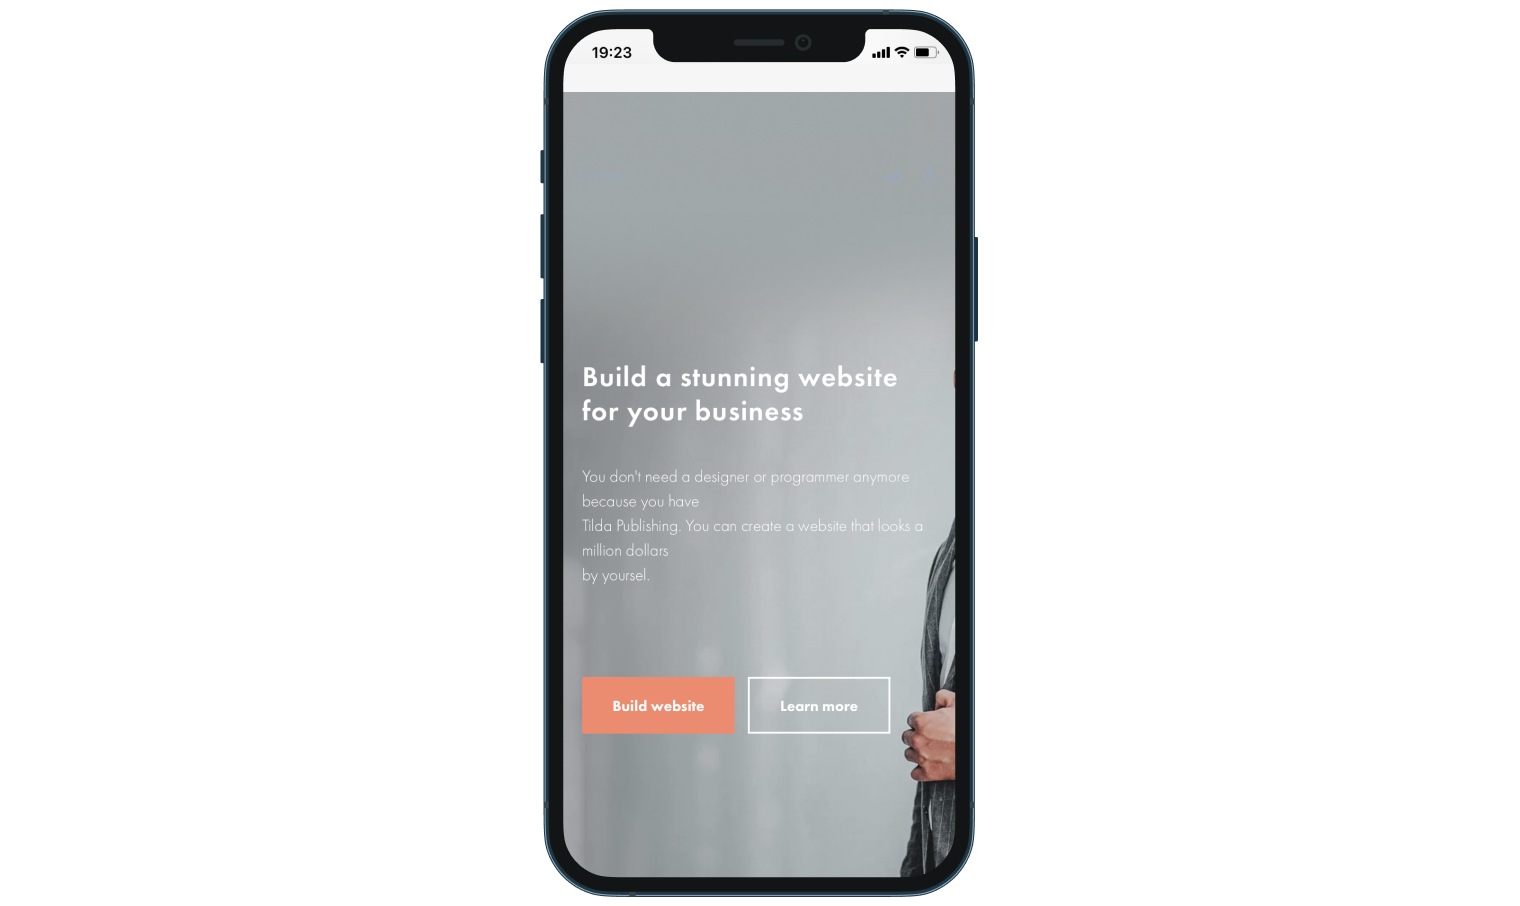 19:23
Build a stunning website
for your business
You don't need a designer or programmer anymore
because you have
Tilda Publishing. You can create a website that looks a
million dollars
by yoursel.
Build website
Learn more